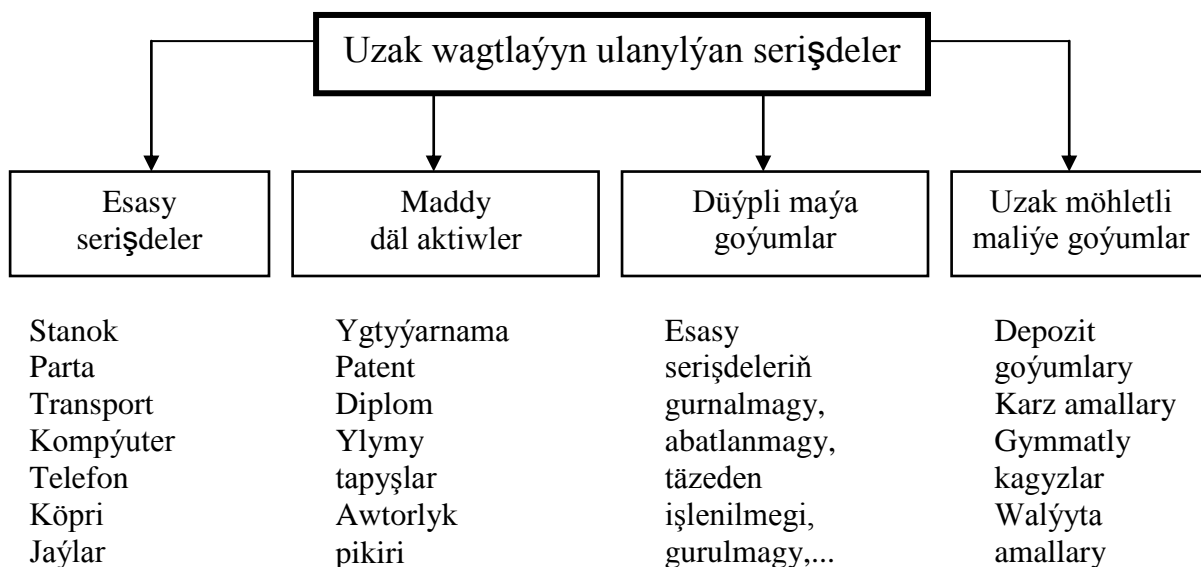 Uzak wagtlaýyn ulanylýan serişdeler
Esasy
serişdeler
Maddy
däl aktiwler
Düýpli maýa
goýumlar
Uzak möhletli
maliýe goýumlar
Stanok
Parta
Transport
Kompýuter
Telefon
Köpri
Jaýlar
Ygtyýarnama
Patent
Diplom
Ylymy
tapyşlar
Awtorlyk
pikiri
Esasy
serişdeleriň
gurnalmagy,
abatlanmagy,
täzeden
işlenilmegi,
gurulmagy,...
Depozit
goýumlary
Karz amallary
Gymmatly
kagyzlar
Walýyta
amallary